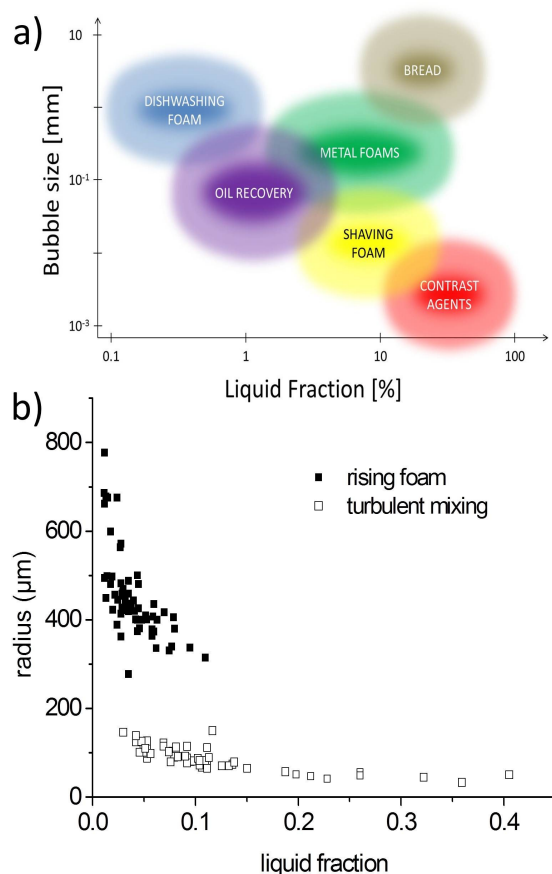 a)
Bubble size [mm]
10
10-1
10-3
DISHWASHING
FOAM
BREAD
METAL FOAMS
OIL RECOVERY
SHAVING
FOAM
CONTRAST
AGENTS
0.1 1 10 100
Liquid Fraction [%]
b)
radius (µm)
800
600
400
200
0
rising foam
turbulent mixing
0.0 0.1 0.2 0.3 0.4
liquid fraction